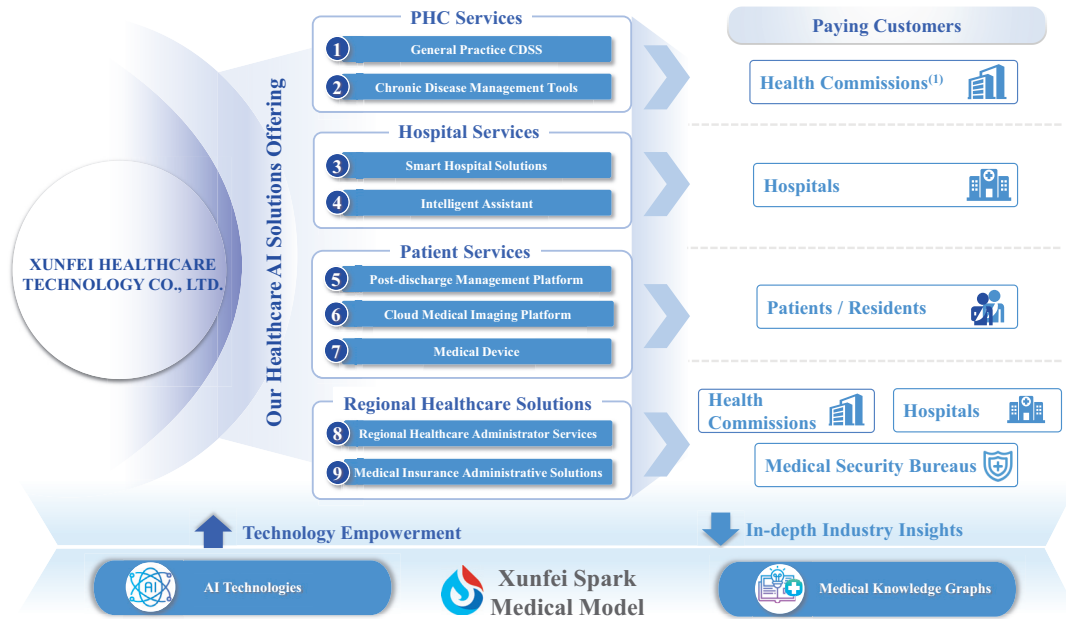 XUNFEI HEALTHCARE
TECHNOLOGY CO., LTD.
Our Healthcare AI Solutions Offering
PHC Services
1 General Practice CDSS
2 Chronic Disease Management Tools
Hospital Services
3 Smart Hospital Solutions
4 Intelligent Assistant
Patient Services
5 Post-discharge Management Platform
6 Cloud Medical Imaging Platform
7 Medical Device
Regional Healthcare Solutions
8 Regional Healthcare Administrator Services
9 Medical Insurance Administrative Solutions
Paying Customers
Health Commissions(1)
Hospitals
Patients / Residents
Health
Commissions
Hospitals
Medical Security Bureaus
Technology Empowerment
In-depth Industry Insights
AI
AI Technologies
Xunfei Spark
Medical Model
Medical Knowledge Graphs